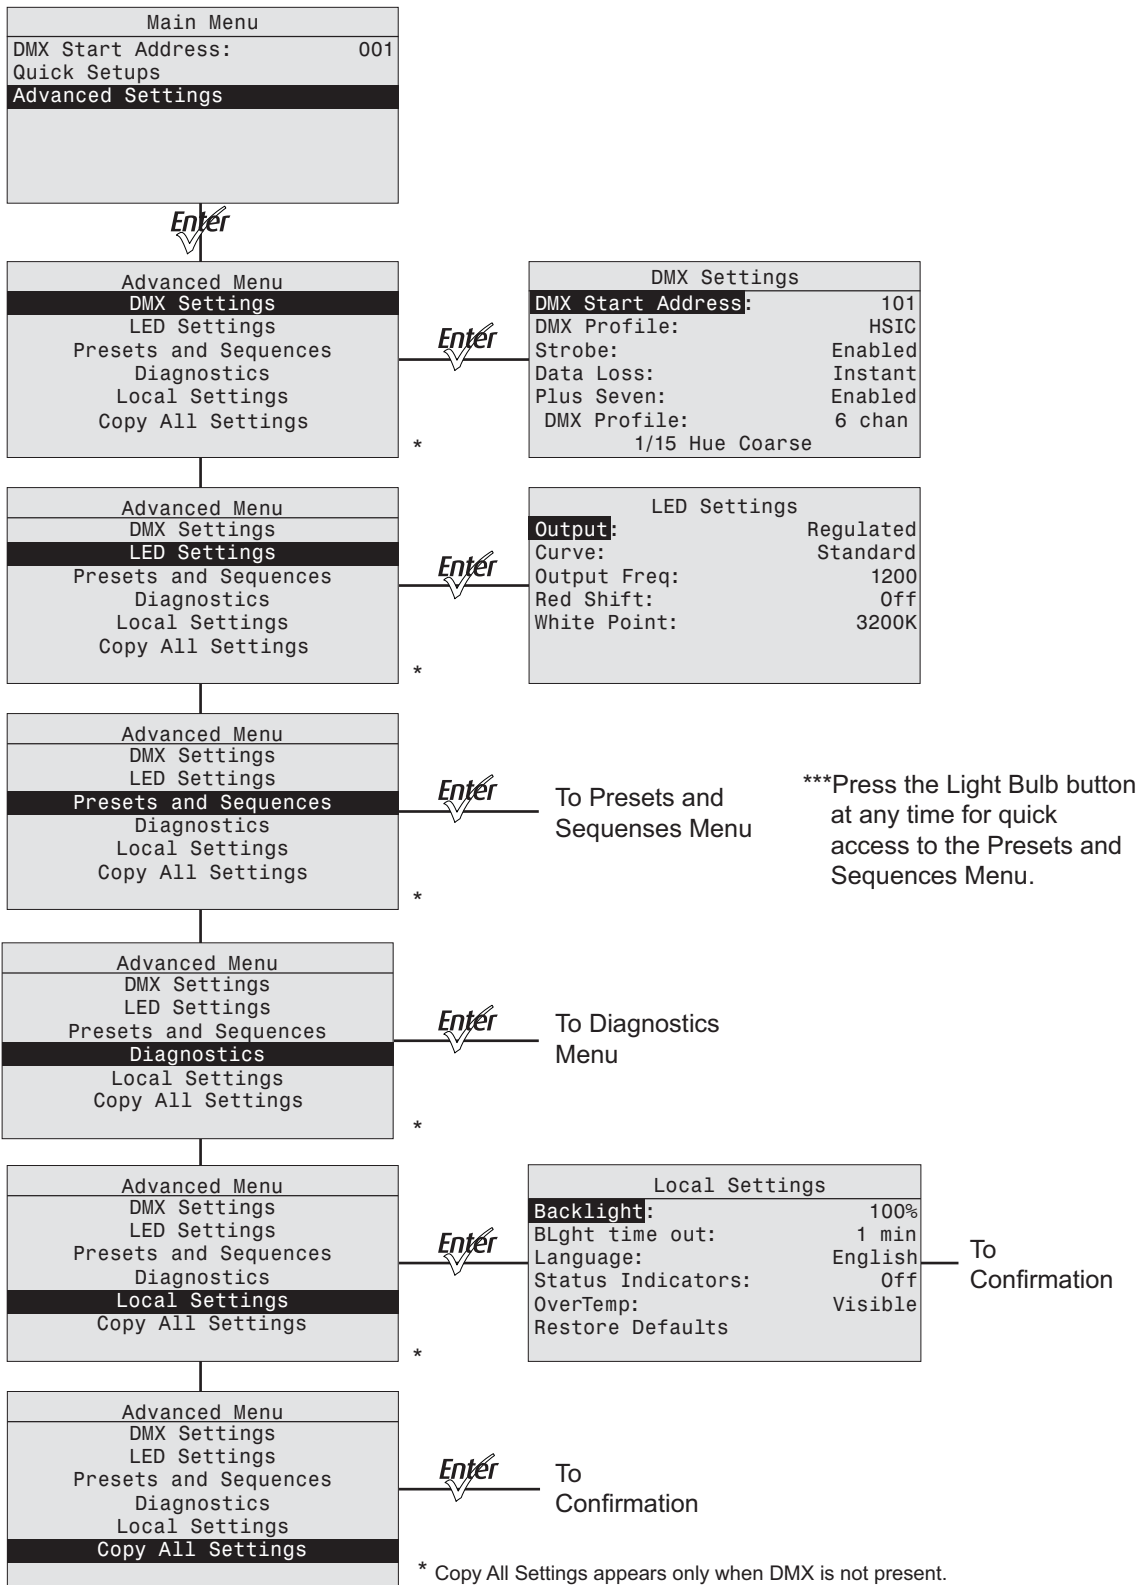 Main Menu
DMX Start Address: 001
Quick Setups
Advanced Settings
Enter
Advanced Menu
DMX Settings
LED Settings
Presets and Sequences
Diagnostics
Local Settings
Copy All Settings
*
Enter
DMX Settings
DMX Start Address: 101
DMX Profile: HSIC
Strobe: Enabled
Data Loss: Instant
Plus Seven: Enabled
DMX Profile: 6 chan
1/15 Hue Coarse
Advanced Menu
DMX Settings
LED Settings
Presets and Sequences
Diagnostics
Local Settings
Copy All Settings
*
Enter
LED Settings
Output: Regulated
Curve: Standard
Output Freq: 1200
Red Shift: Off
White Point: 3200K
Advanced Menu
DMX Settings
LED Settings
Presets and Sequences
Diagnostics
Local Settings
Copy All Settings
*
Enter
To Presets and
Sequenses Menu
***Press the Light Bulb button
at any time for quick
access to the Presets and
Sequences Menu.
Advanced Menu
DMX Settings
LED Settings
Presets and Sequences
Diagnostics
Local Settings
Copy All Settings
*
Enter
To Diagnostics
Menu
Advanced Menu
DMX Settings
LED Settings
Presets and Sequences
Diagnostics
Local Settings
Copy All Settings
*
Enter
Local Settings
Backlight: 100%
BLght time out: 1 min
Language: English
Status Indicators: Off
OverTemp: Visible
Restore Defaults
To
Confirmation
Advanced Menu
DMX Settings
LED Settings
Presets and Sequences
Diagnostics
Local Settings
Copy All Settings
Enter
To
Confirmation
* Copy All Settings appears only when DMX is not present.